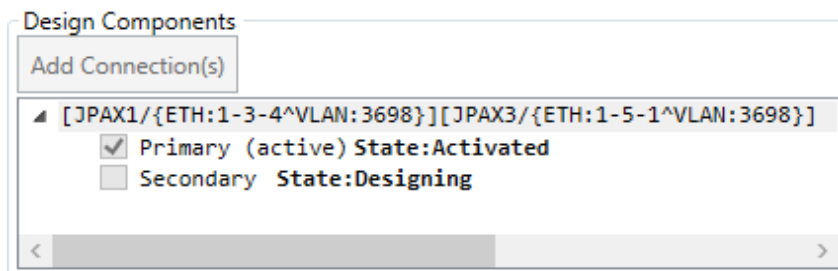 Design Components
Add Connection(s)
[JPAX1/{ETH:1-3-4^VLAN:3698}][JPAX3/{ETH:1-5-1^VLAN:3698}]
Primary (active) State:Activated
Secondary State:Designing